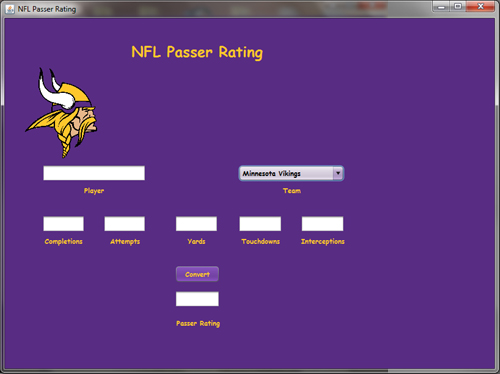 NFL Passer Rating
NFL Passer Rating
Minnesota Vikings
Player Team
Completions Attempts Yards Touchdowns Interceptions
Convert
Passer Rating